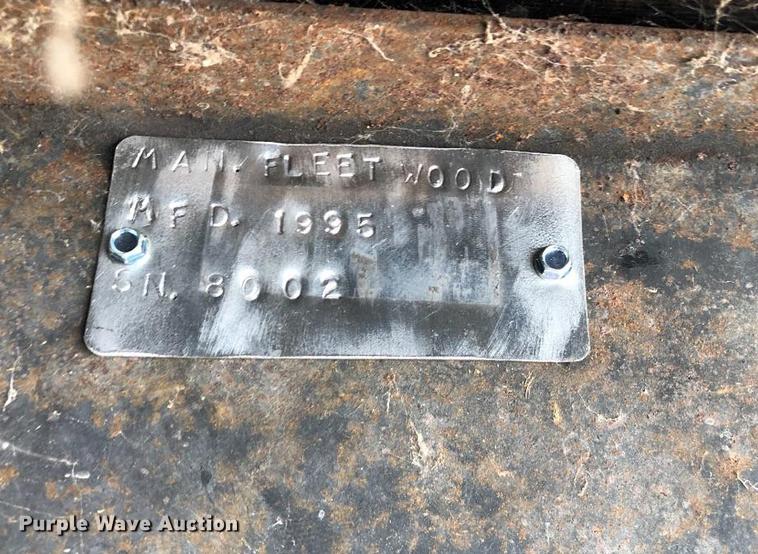 MAN. FLEETWOOD
MFD. 1995
SN. 8002
Purple Wave Auction